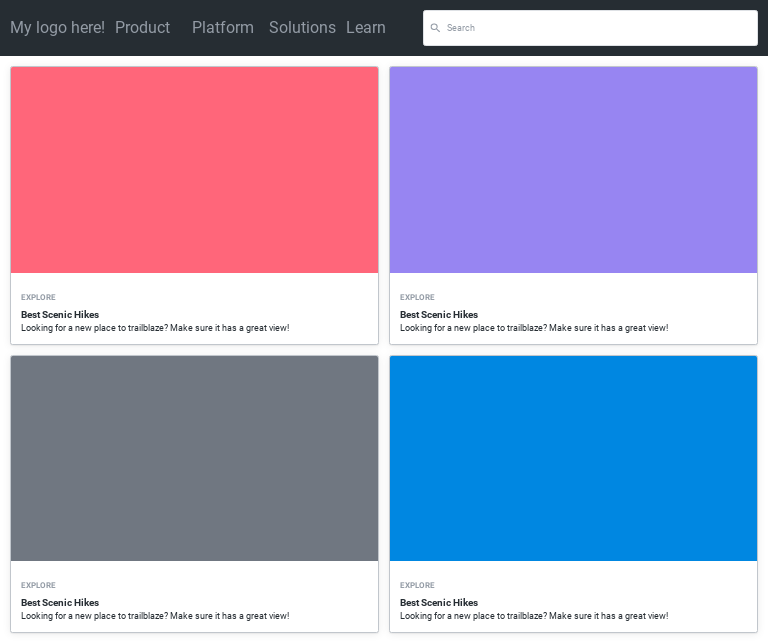 My logo here! Product Platform Solutions Learn Search
EXPLORE
Best Scenic Hikes
Looking for a new place to trailblaze? Make sure it has a great view!
EXPLORE
Best Scenic Hikes
Looking for a new place to trailblaze? Make sure it has a great view!
EXPLORE
Best Scenic Hikes
Looking for a new place to trailblaze? Make sure it has a great view!
EXPLORE
Best Scenic Hikes
Looking for a new place to trailblaze? Make sure it has a great view!